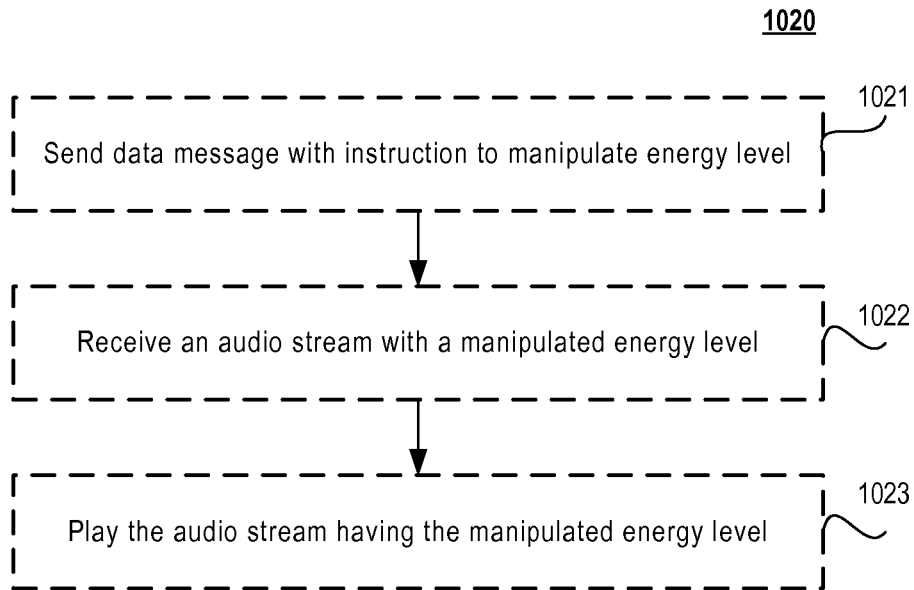 1020
1021
Send data message with instruction to manipulate energy level
1022
Receive an audio stream with a manipulated energy level
1023
Play the audio stream having the manipulated energy level